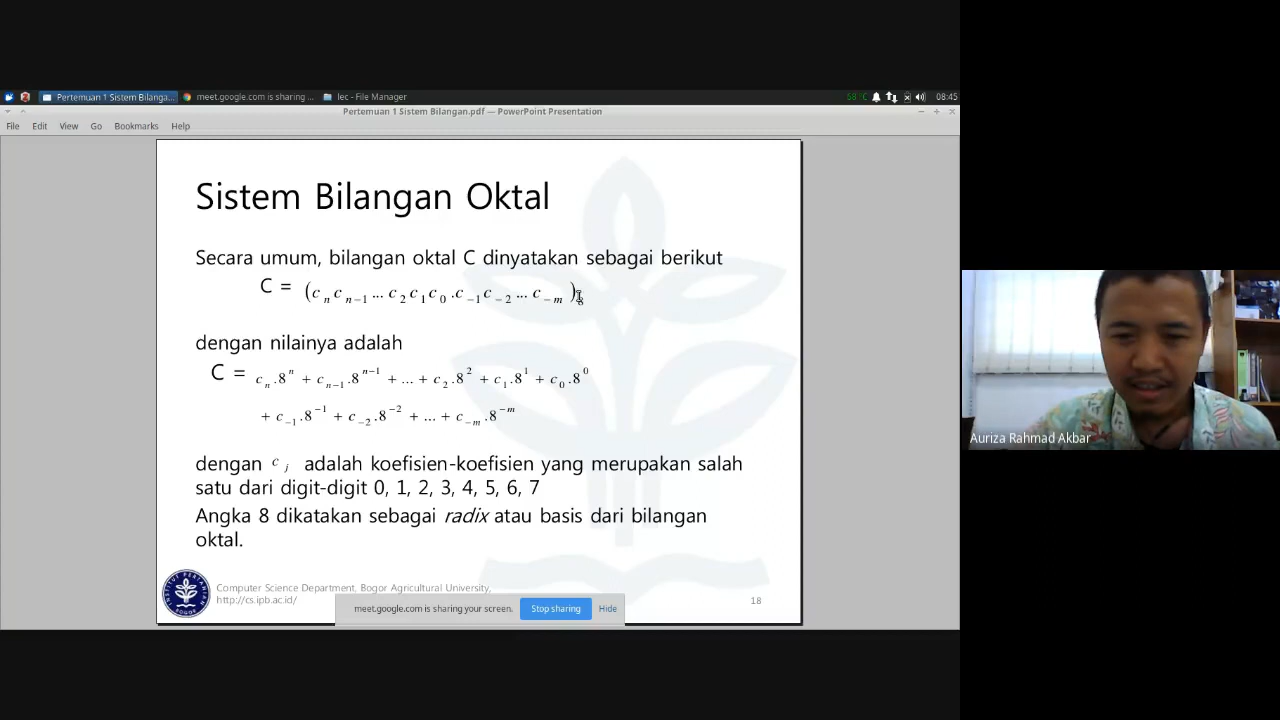 Pertemuan 1 Sistem Bilanga... meet.google.com is sharing ... lec - File Manager 58°C 08:45
Pertemuan 1 Sistem Bilangan.pdf — PowerPoint Presentation
File Edit View Go Bookmarks Help
Sistem Bilangan Oktal
Secara umum, bilangan oktal C dinyatakan sebagai berikut
C = (c_n c_{n-1} ... c_2 c_1 c_0 . c_{-1} c_{-2} ... c_{-m})_8
dengan nilainya adalah
C = c_n.8^n + c_{n-1}.8^{n-1} + ... + c_2.8^2 + c_1.8^1 + c_0.8^0
+ c_{-1}.8^{-1} + c_{-2}.8^{-2} + ... + c_{-m}.8^{-m}
dengan c_j adalah koefisien-koefisien yang merupakan salah
satu dari digit-digit 0, 1, 2, 3, 4, 5, 6, 7
Angka 8 dikatakan sebagai radix atau basis dari bilangan
oktal.
Computer Science Department, Bogor Agricultural University,
http://cs.ipb.ac.id/
18
meet.google.com is sharing your screen. Stop sharing Hide
Auriza Rahmad Akbar
INSTITUT PERTANIAN
BOGOR